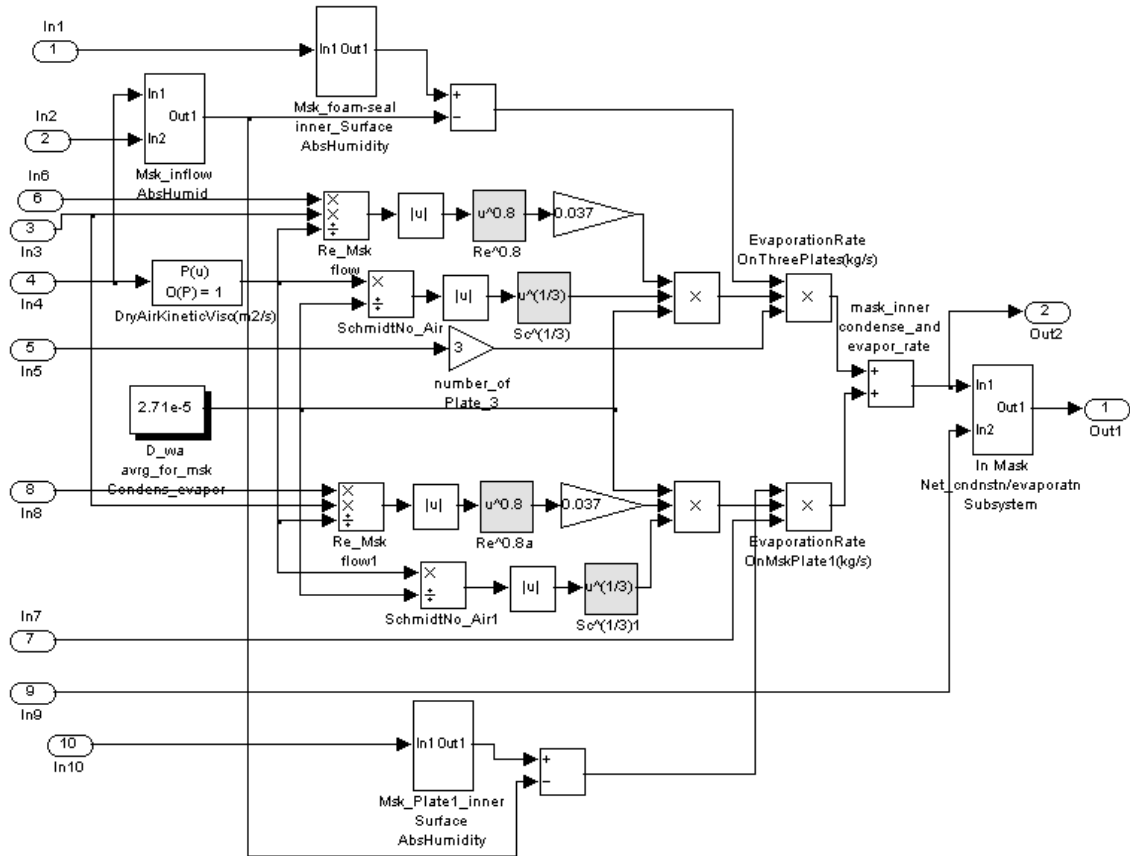 In1
1
In1 Out1
Msk_foam-seal
inner_Surface
AbsHumidity
+
−
In1
Out1
In2
Msk_inflow
AbsHumid
In2
2
In6
6
3
In3
×
×
÷
Re_Msk
flow
|u|
u^0.8
Re^0.8
0.037
4
In4
P(u)
O(P) = 1
DryAirKineticVisc(m2/s)
×
÷
SchmidtNo_Air
|u|
u^(1/3)
Sc^(1/3)
×
EvaporationRate
OnThreePlates(kg/s)
×
mask_inner
condense_and
evapor_rate
+
+
2
Out2
5
In5
3
number_of
Plate_3
2.71e-5
D_wa
avrg_for_msk
Condens_evapor
In1
Out1
In2
In Mask
Net_cndnstn/evaporatn
Subsystem
1
Out1
8
In8
×
×
÷
Re_Msk
flow1
|u|
u^0.8
Re^0.8a
0.037
×
×
EvaporationRate
OnMskPlate1(kg/s)
×
÷
SchmidtNo_Air1
|u|
u^(1/3)
Sc^(1/3)1
In7
7
9
In9
10
In10
In1 Out1
Msk_Plate1_inner
Surface
AbsHumidity
+
−